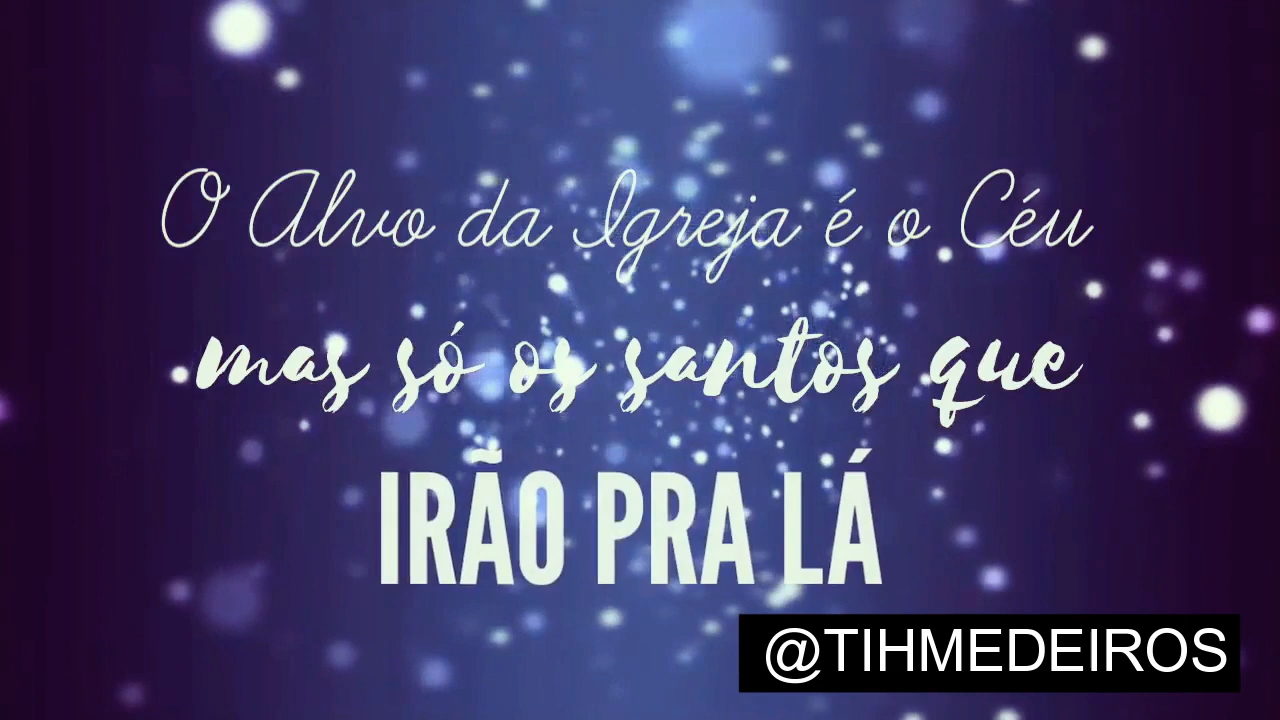 O Alvo da Igreja é o Céu
mas só os santos que
IRÃO PRA LÁ
@TIHMEDEIROS